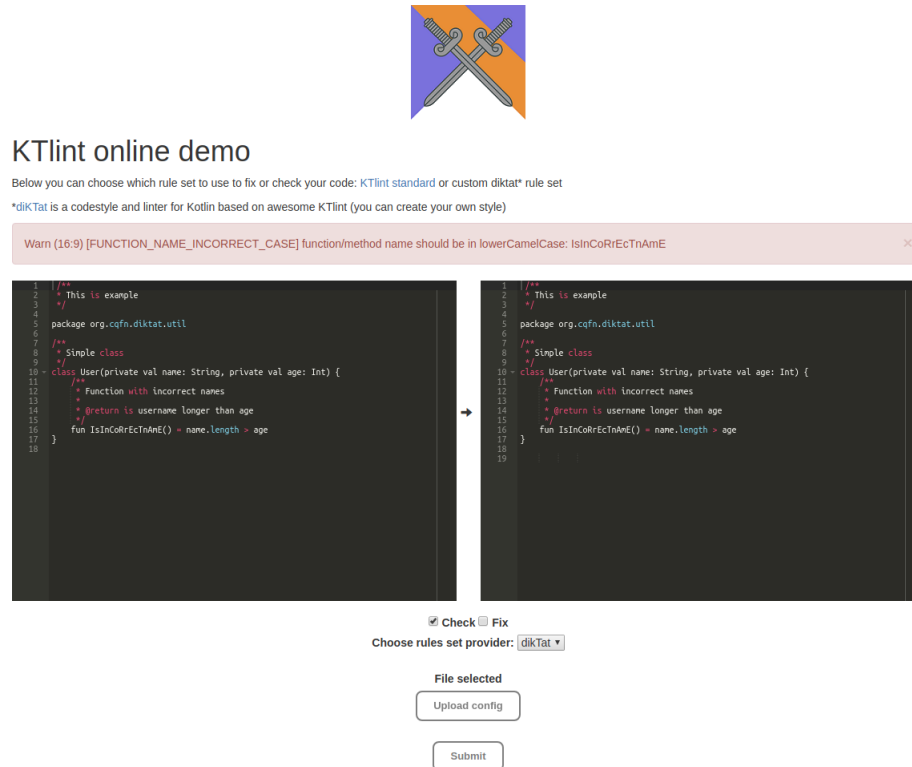 KTlint online demo
Below you can choose which rule set to use to fix or check your code: KTlint standard or custom diktat* rule set
*diKTat is a codestyle and linter for Kotlin based on awesome KTlint (you can create your own style)
Warn (16:9) [FUNCTION_NAME_INCORRECT_CASE] function/method name should be in lowerCamelCase: IsInCoRrEcTnAmE ×
1 /**
2 * This is example
3 */
4
5 package org.cqfn.diktat.util
6
7 /**
8 * Simple class
9 */
10 class User(private val name: String, private val age: Int) {
11 /**
12 * Function with incorrect names
13 *
14 * @return is username longer than age
15 */
16 fun IsInCoRrEcTnAmE() = name.length > age
17 }
18
1 /**
2 * This is example
3 */
4
5 package org.cqfn.diktat.util
6
7 /**
8 * Simple class
9 */
10 class User(private val name: String, private val age: Int) {
11 /**
12 * Function with incorrect names
13 *
14 * @return is username longer than age
15 */
16 fun IsInCoRrEcTnAmE() = name.length > age
17 }
18
19
Check Fix
Choose rules set provider: dikTat
File selected
Upload config
Submit